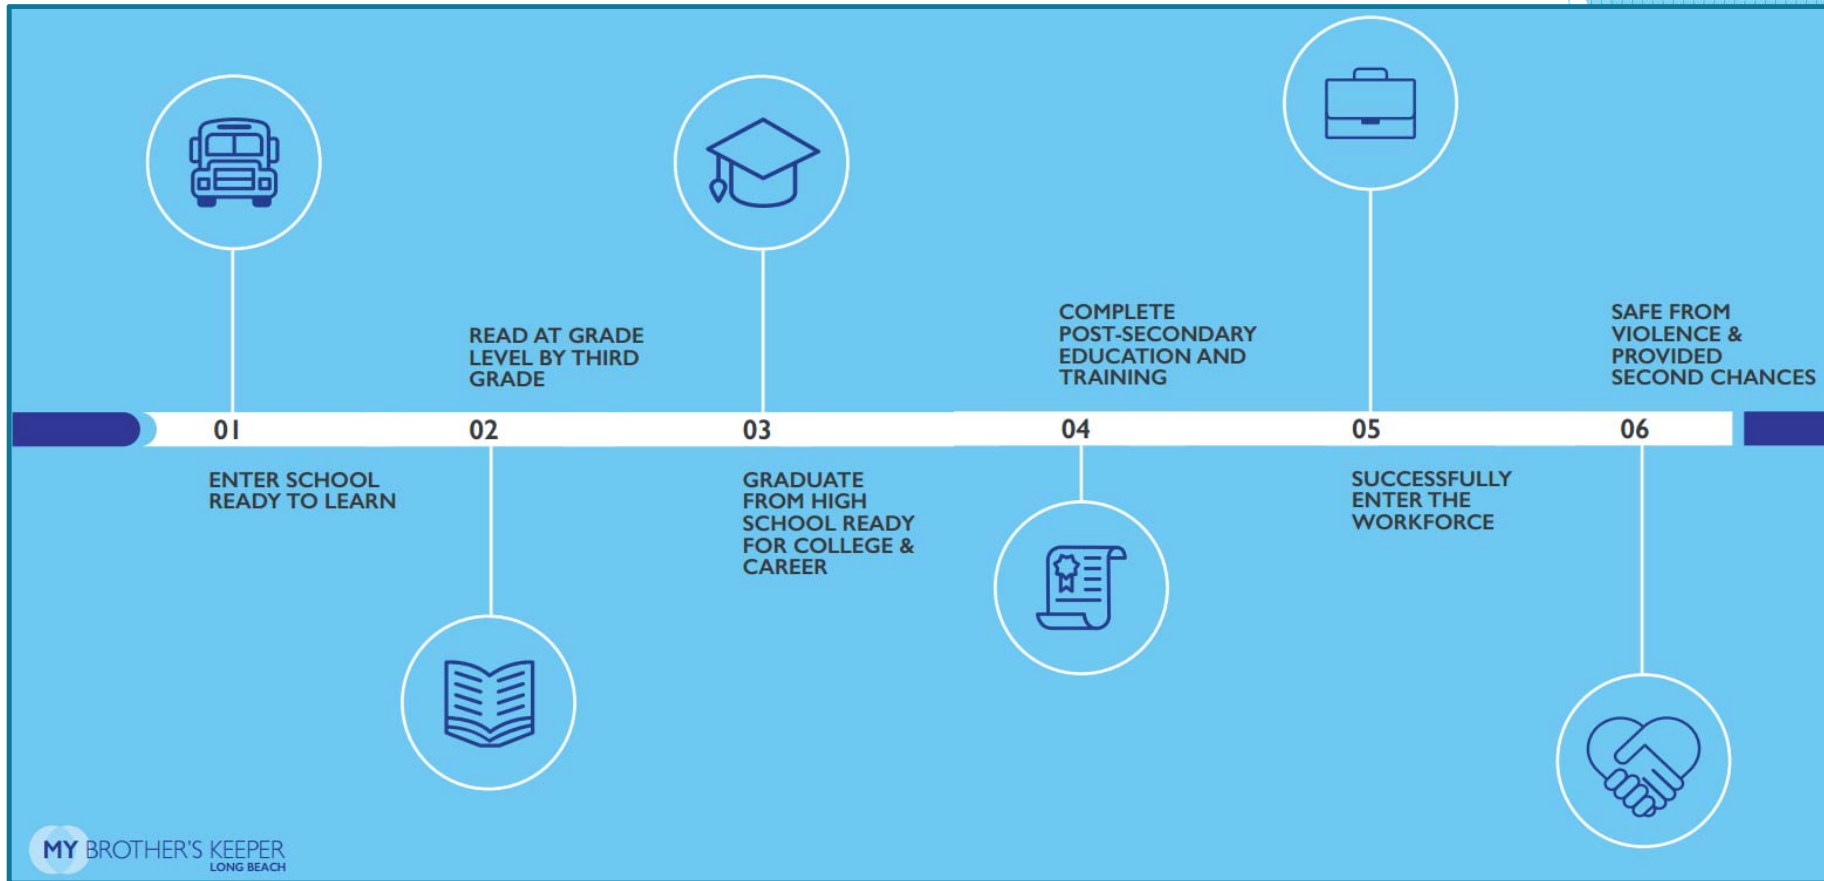 01
ENTER SCHOOL
READY TO LEARN
READ AT GRADE
LEVEL BY THIRD
GRADE
02
03
GRADUATE
FROM HIGH
SCHOOL READY
FOR COLLEGE &
CAREER
COMPLETE
POST-SECONDARY
EDUCATION AND
TRAINING
04
05
SUCCESSFULLY
ENTER THE
WORKFORCE
SAFE FROM
VIOLENCE &
PROVIDED
SECOND CHANCES
06
MY BROTHER'S KEEPER
LONG BEACH